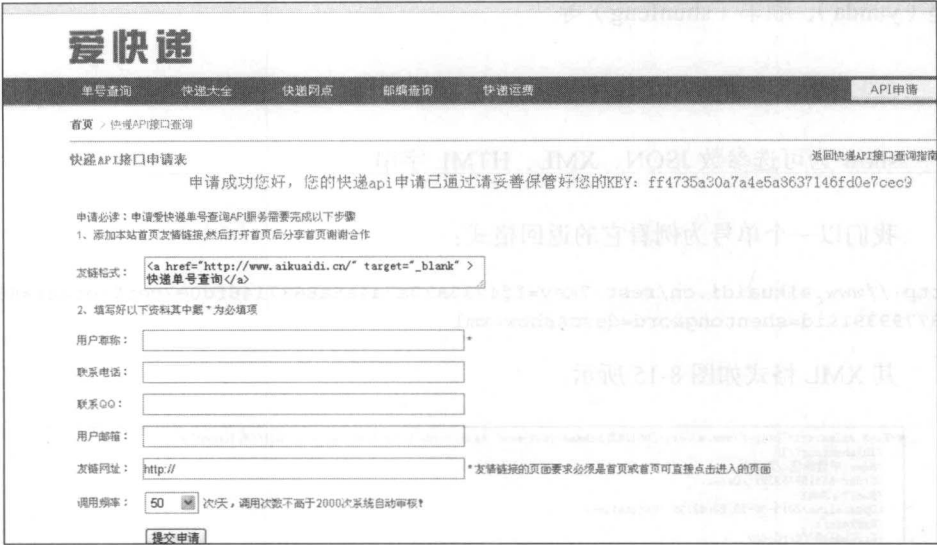 爱快递
单号查询 快递大全 快递网点 邮编查询 快递运费 API申请
首页 > 快递API接口查询
快递API接口申请表 返回快递API接口查询指南
申请成功您好，您的快递api申请已通过请妥善保管好您的KEY：ff4735a30a7a4e5a8637146fd0e7cec9
申请必读：申请爱快递单号查询API服务需要完成以下步骤
1、添加本站首页友情链接,然后打开首页后分享首页谢谢合作
友链格式： <a href="http://www.aikuaidi.cn/" target="_blank" >
快递单号查询</a>
2、填写好以下资料其中戴*为必填项
用户尊称： *
联系电话：
联系QQ：
用户邮箱：
友链网址： http:// *友情链接的页面要求必须是首页或首页可直接点击进入的页面
调用频率： 50 次/天，调用次数不高于2000次系统自动审核!
提交申请